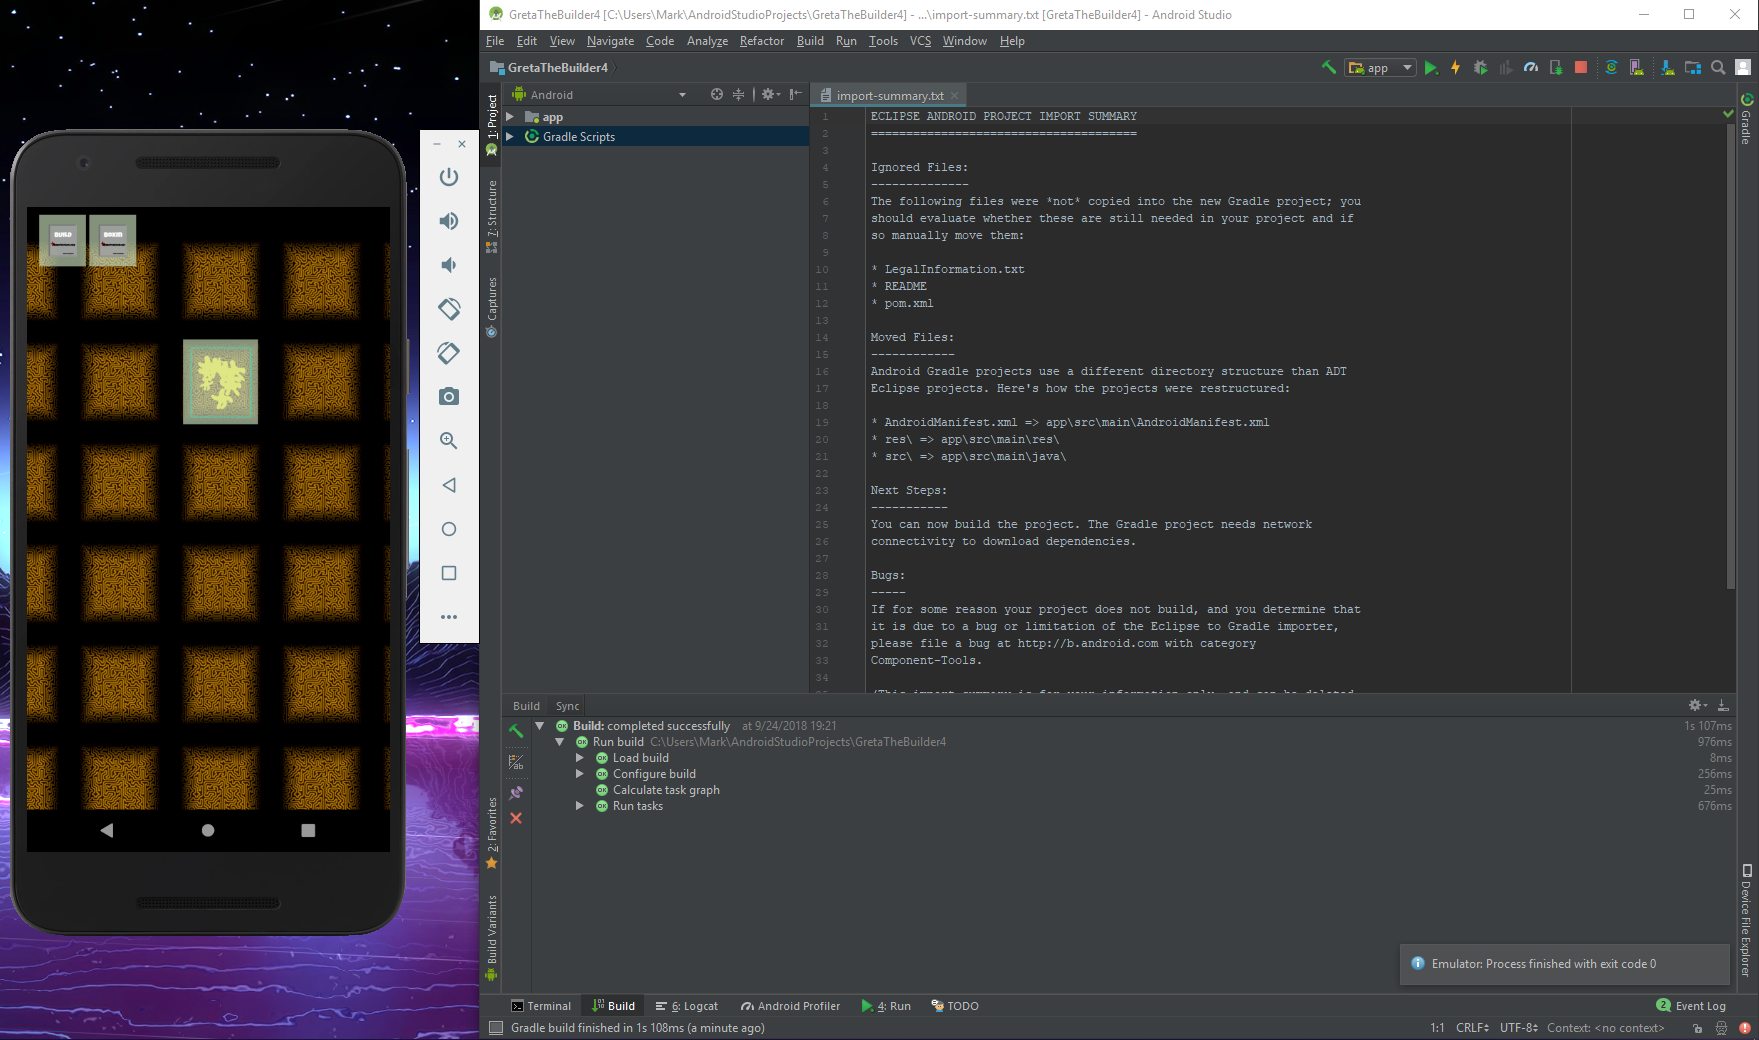 GretaTheBuilder4 [C:\Users\Mark\AndroidStudioProjects\GretaTheBuilder4] - ...\import-summary.txt [GretaTheBuilder4] - Android Studio
File Edit View Navigate Code Analyze Refactor Build Run Tools VCS Window Help
GretaTheBuilder4
app
1: Project
7: Structure
Captures
2: Favorites
Build Variants
Android
app
Gradle Scripts
import-summary.txt
1 ECLIPSE ANDROID PROJECT IMPORT SUMMARY
2 ======================================
3
4 Ignored Files:
5 --------------
6 The following files were *not* copied into the new Gradle project; you
7 should evaluate whether these are still needed in your project and if
8 so manually move them:
9
10 * LegalInformation.txt
11 * README
12 * pom.xml
13
14 Moved Files:
15 ------------
16 Android Gradle projects use a different directory structure than ADT
17 Eclipse projects. Here's how the projects were restructured:
18
19 * AndroidManifest.xml => app\src\main\AndroidManifest.xml
20 * res\ => app\src\main\res\
21 * src\ => app\src\main\java\
22
23 Next Steps:
24 -----------
25 You can now build the project. The Gradle project needs network
26 connectivity to download dependencies.
27
28 Bugs:
29 -----
30 If for some reason your project does not build, and you determine that
31 it is due to a bug or limitation of the Eclipse to Gradle importer,
32 please file a bug at http://b.android.com with category
33 Component-Tools.
34
Gradle
Device File Explorer
BUILD
BOXIM
Build Sync
Build: completed successfully at 9/24/2018 19:21 1s 107ms
Run build C:\Users\Mark\AndroidStudioProjects\GretaTheBuilder4 976ms
Load build 8ms
Configure build 256ms
Calculate task graph 25ms
Run tasks 676ms
Emulator: Process finished with exit code 0
Terminal Build 6: Logcat Android Profiler 4: Run TODO 2 Event Log
Gradle build finished in 1s 108ms (a minute ago) 1:1 CRLF UTF-8 Context: <no context>